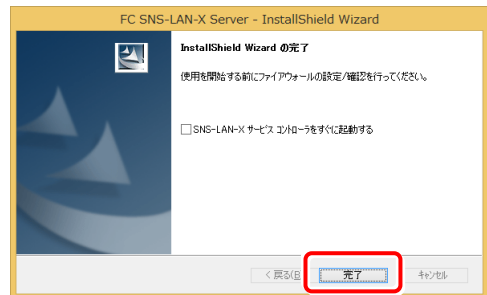 FC SNS-LAN-X Server - InstallShield Wizard
InstallShield Wizard の完了
使用を開始する前にファイアウォールの設定/確認を行ってください。
SNS-LAN-X サービス コントローラをすぐに起動する
< 戻る(B
完了
キャンセル